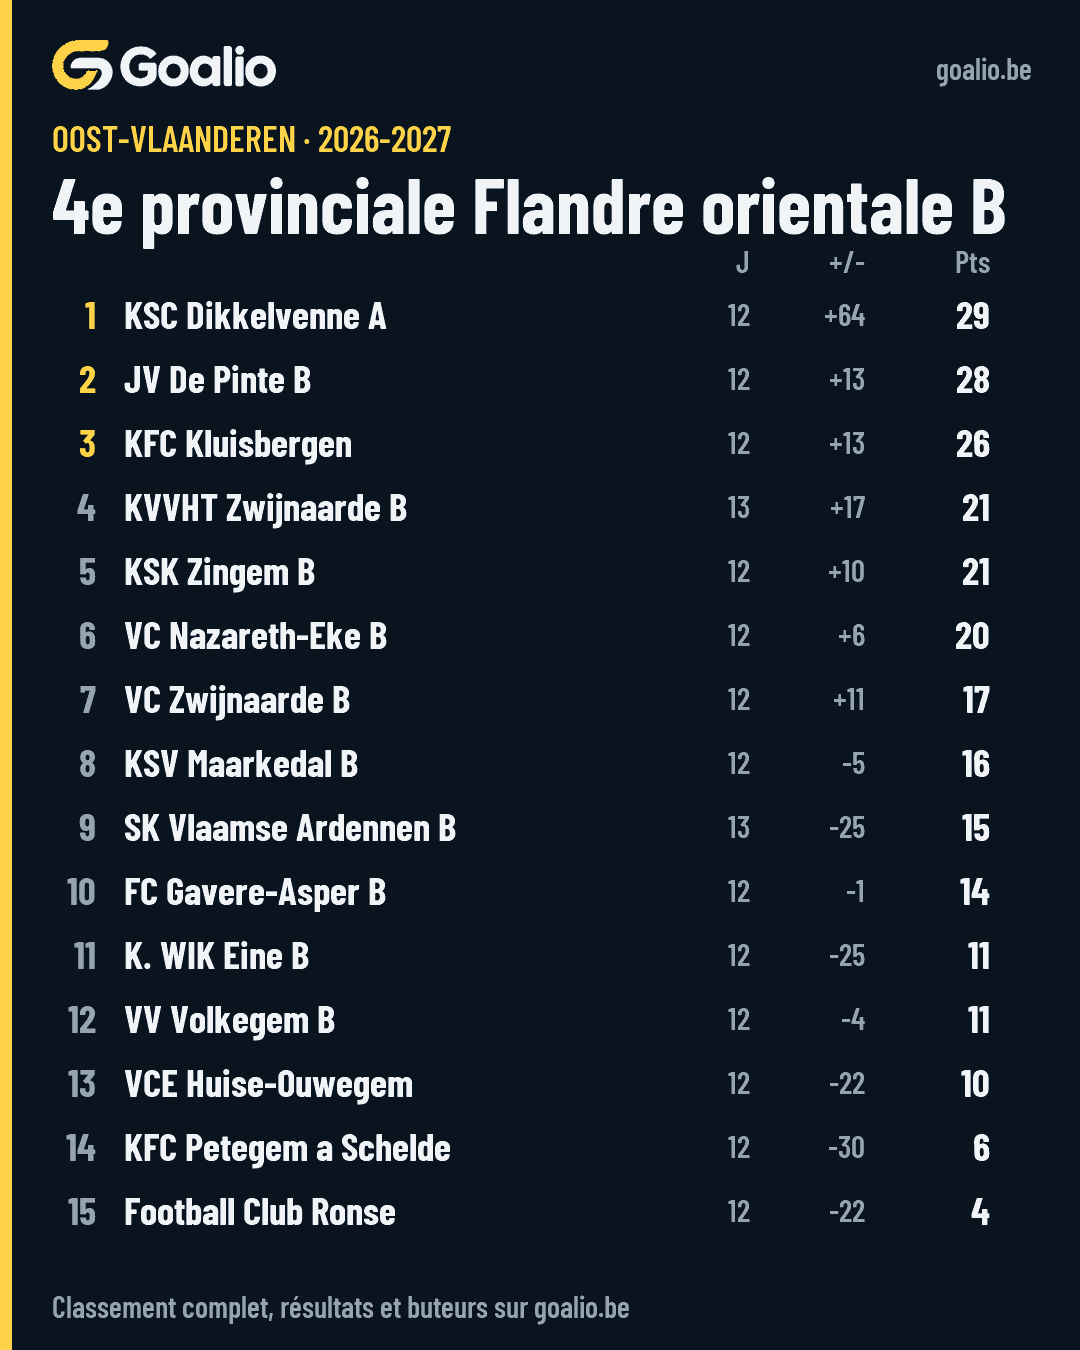 Goalio
goalio.be
OOST-VLAANDEREN · 2026-2027
4e provinciale Flandre orientale B
J +/- Pts
1 KSC Dikkelvenne A 12 +64 29
2 JV De Pinte B 12 +13 28
3 KFC Kluisbergen 12 +13 26
4 KVVHT Zwijnaarde B 13 +17 21
5 KSK Zingem B 12 +10 21
6 VC Nazareth-Eke B 12 +6 20
7 VC Zwijnaarde B 12 +11 17
8 KSV Maarkedal B 12 -5 16
9 SK Vlaamse Ardennen B 13 -25 15
10 FC Gavere-Asper B 12 -1 14
11 K. WIK Eine B 12 -25 11
12 VV Volkegem B 12 -4 11
13 VCE Huise-Ouwegem 12 -22 10
14 KFC Petegem a Schelde 12 -30 6
15 Football Club Ronse 12 -22 4
Classement complet, résultats et buteurs sur goalio.be